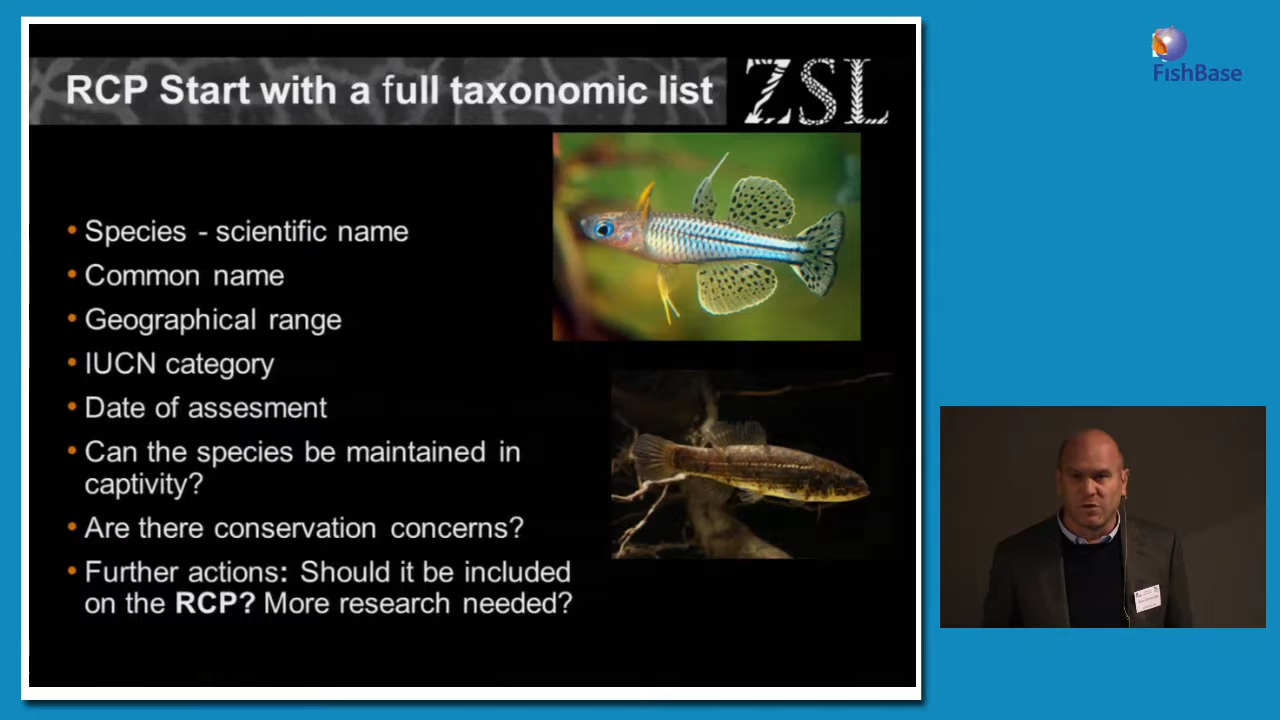 RCP Start with a full taxonomic list
ZSL
FishBase
• Species - scientific name
• Common name
• Geographical range
• IUCN category
• Date of assesment
• Can the species be maintained in
captivity?
• Are there conservation concerns?
• Further actions: Should it be included
on the RCP? More research needed?